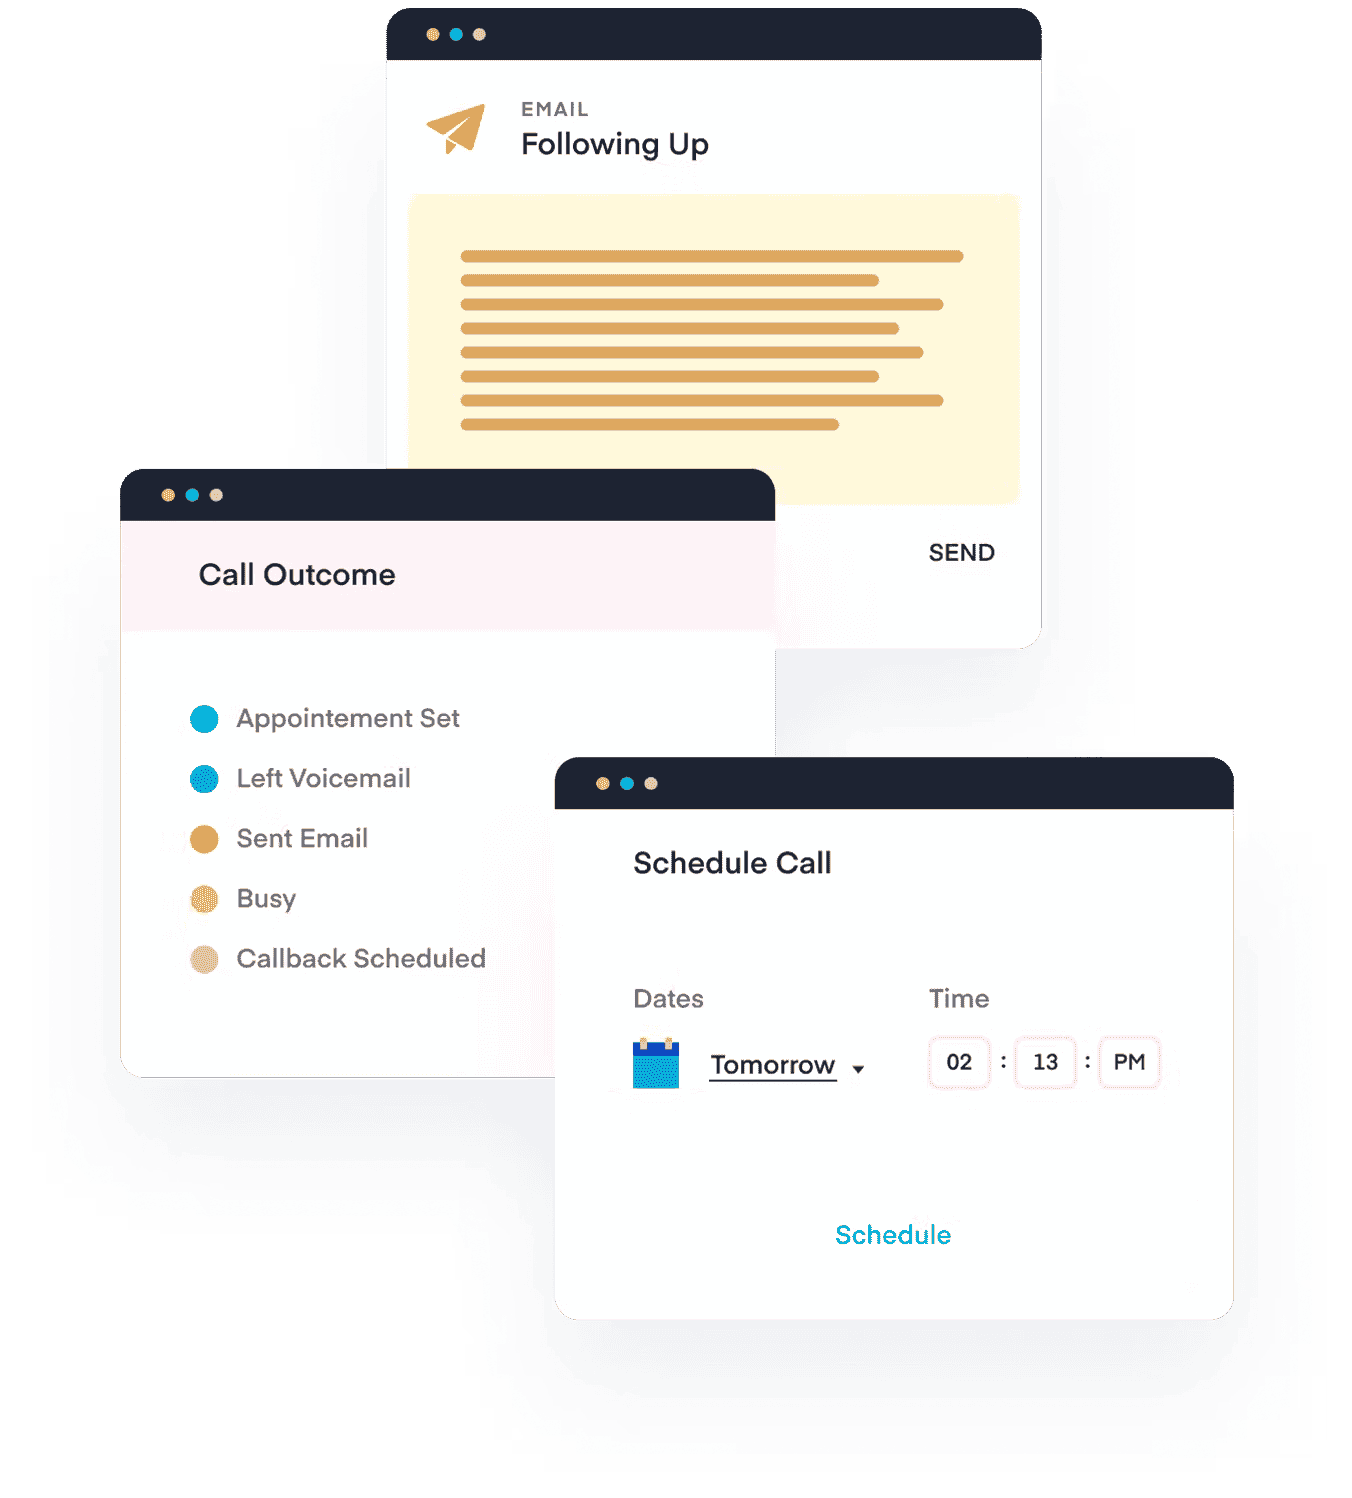 EMAIL
Following Up
SEND
Call Outcome
Appointement Set
Left Voicemail
Sent Email
Busy
Callback Scheduled
Schedule Call
Dates
Time
Tomorrow
02 : 13 : PM
Schedule